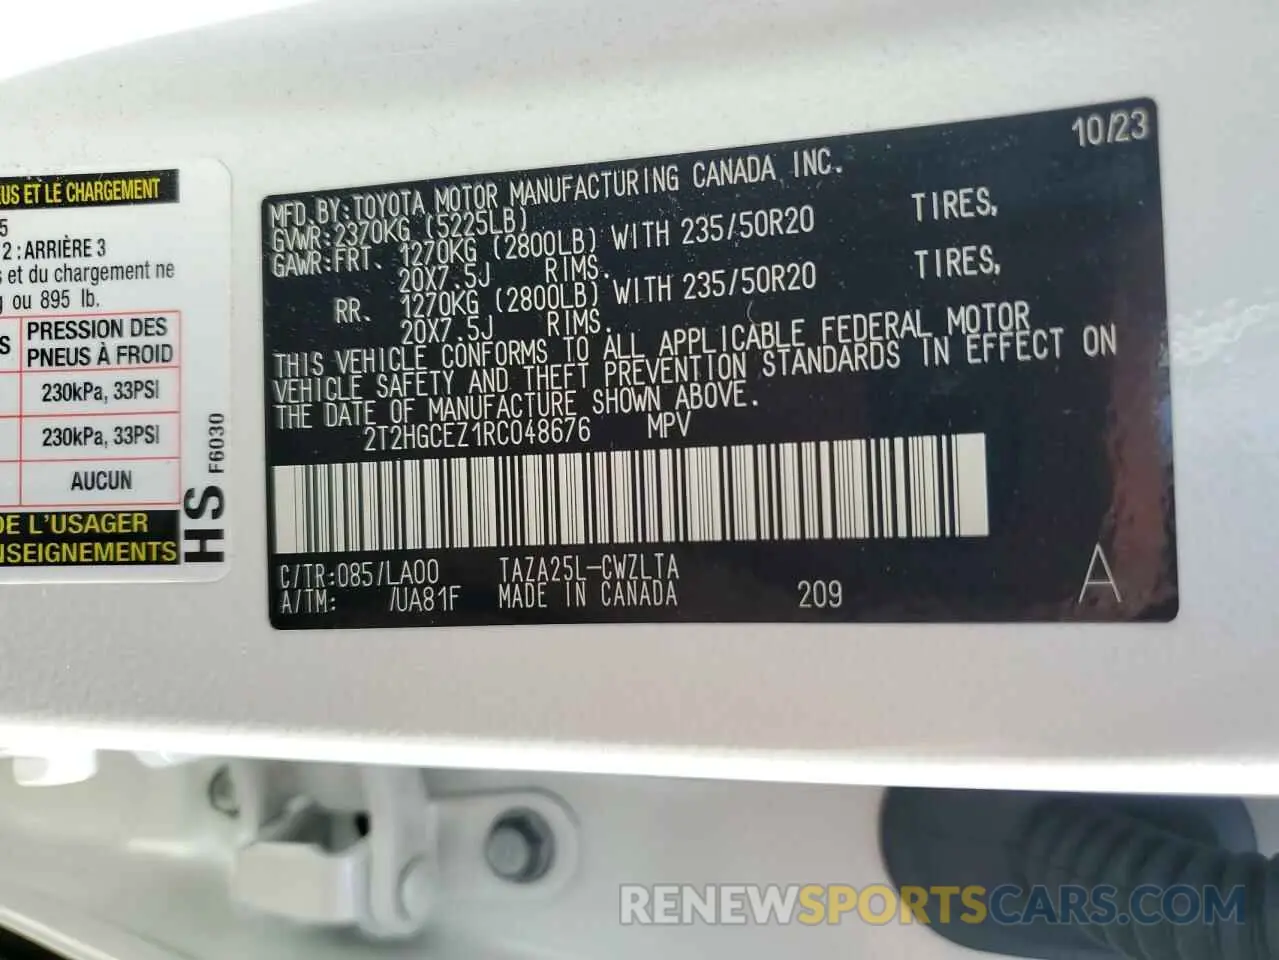 EUS ET LE CHARGEMENT
5
2 : ARRIÈRE 3
s et du chargement ne
g ou 895 lb.
S PRESSION DES
PNEUS À FROID
230kPa, 33PSI
230kPa, 33PSI
AUCUN
DE L'USAGER
NSEIGNEMENTS
HS F6030
10/23
MFD. BY: TOYOTA MOTOR MANUFACTURING CANADA INC.
GVWR: 2370KG (5225LB)
GAWR: FRT. 1270KG (2800LB) WITH 235/50R20 TIRES,
20X7.5J RIMS.
RR. 1270KG (2800LB) WITH 235/50R20 TIRES,
20X7.5J RIMS.
THIS VEHICLE CONFORMS TO ALL APPLICABLE FEDERAL MOTOR
VEHICLE SAFETY AND THEFT PREVENTION STANDARDS IN EFFECT ON
THE DATE OF MANUFACTURE SHOWN ABOVE.
2T2HGCEZ1RC048676 MPV
C/TR: 085/LA00 TAZA25L-CWZLTA
A/TM: /UA81F MADE IN CANADA 209 A
RENEWSPORTSCARS.COM